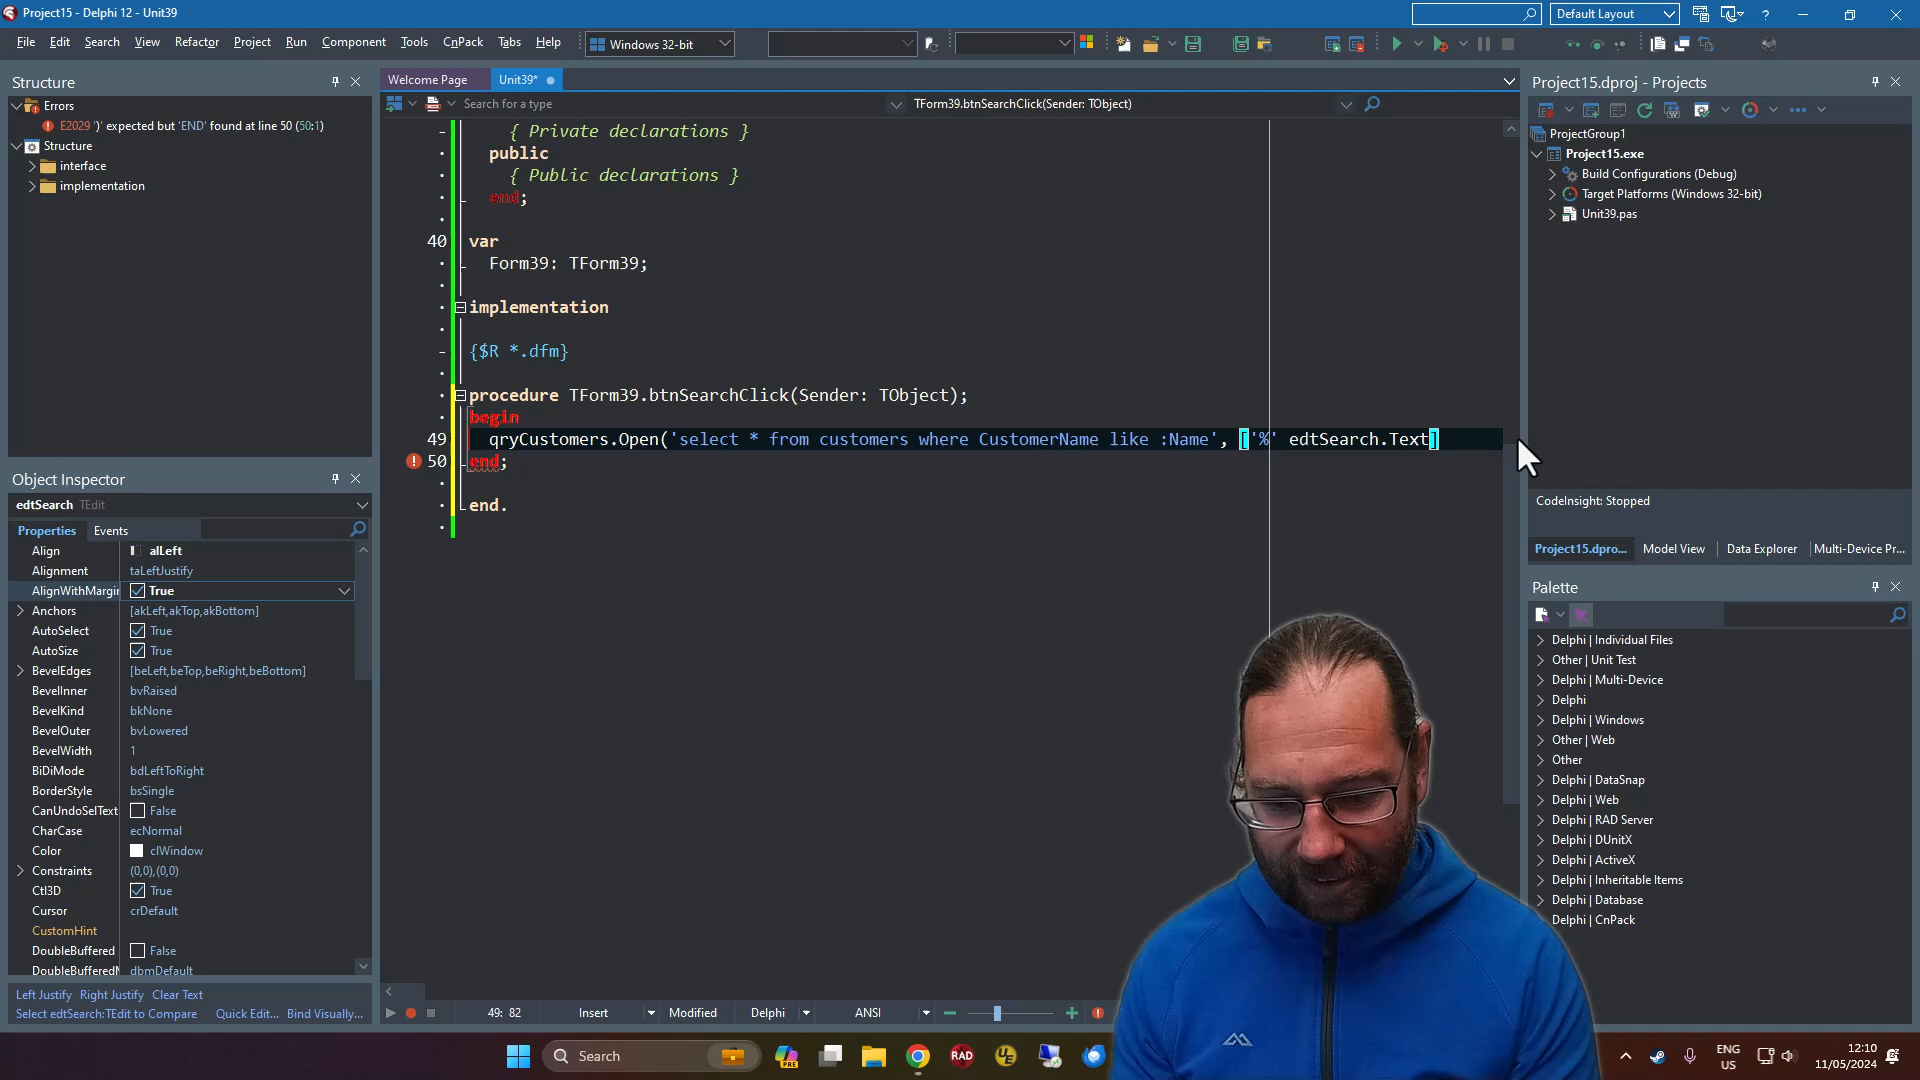 Project15 - Delphi 12 - Unit39
Default Layout
File Edit Search View Refactor Project Run Component Tools CnPack Tabs Help
Windows 32-bit
Structure
Errors
E2029 ')' expected but 'END' found at line 50 (50:1)
Structure
interface
implementation
Object Inspector
edtSearch TEdit
Properties Events
Align alLeft
Alignment taLeftJustify
AlignWithMargin True
Anchors [akLeft,akTop,akBottom]
AutoSelect True
AutoSize True
BevelEdges [beLeft,beTop,beRight,beBottom]
BevelInner bvRaised
BevelKind bkNone
BevelOuter bvLowered
BevelWidth 1
BiDiMode bdLeftToRight
BorderStyle bsSingle
CanUndoSelText False
CharCase ecNormal
Color clWindow
Constraints (0,0),(0,0)
Ctl3D True
Cursor crDefault
CustomHint
DoubleBuffered False
DoubleBufferedM dbmDefault
Left Justify Right Justify Clear Text
Select edtSearch:TEdit to Compare Quick Edit... Bind Visually...
Welcome Page Unit39*
Search for a type TForm39.btnSearchClick(Sender: TObject)
{ Private declarations }
public
{ Public declarations }
end;
40 var
Form39: TForm39;
implementation
{$R *.dfm}
procedure TForm39.btnSearchClick(Sender: TObject);
begin
49 qryCustomers.Open('select * from customers where CustomerName like :Name', ['%' edtSearch.Text]
50 end;
end.
49: 82 Insert Modified Delphi ANSI
Project15.dproj - Projects
ProjectGroup1
Project15.exe
Build Configurations (Debug)
Target Platforms (Windows 32-bit)
Unit39.pas
CodeInsight: Stopped
Project15.dpro... Model View Data Explorer Multi-Device Pr...
Palette
Delphi | Individual Files
Other | Unit Test
Delphi | Multi-Device
Delphi
Delphi | Windows
Other | Web
Other
Delphi | DataSnap
Delphi | Web
Delphi | RAD Server
Delphi | DUnitX
Delphi | ActiveX
Delphi | Inheritable Items
Delphi | Database
Delphi | CnPack
Search
PRE
RAD
UE
ENG
US
12:10
11/05/2024